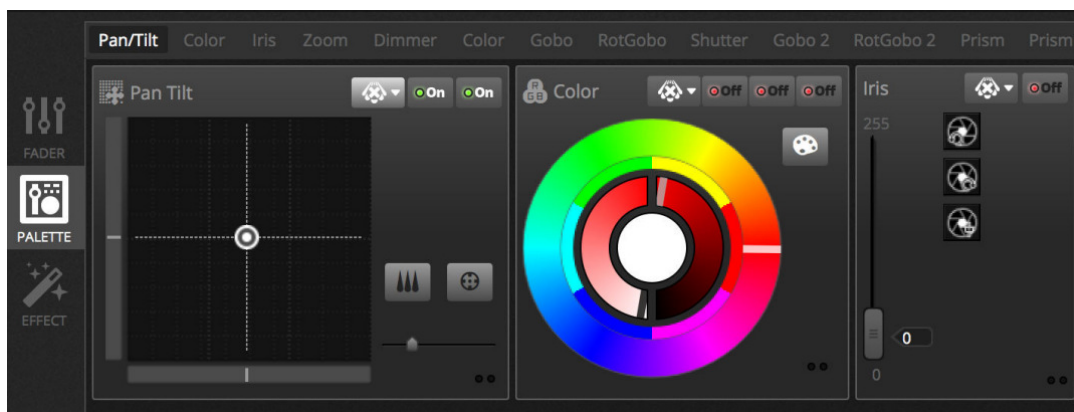 Pan/Tilt Color Iris Zoom Dimmer Color Gobo RotGobo Shutter Gobo 2 RotGobo 2 Prism Prism
FADER
PALETTE
EFFECT
Pan Tilt
On On
RGB Color
Off Off Off
Iris
Off
255
0
0